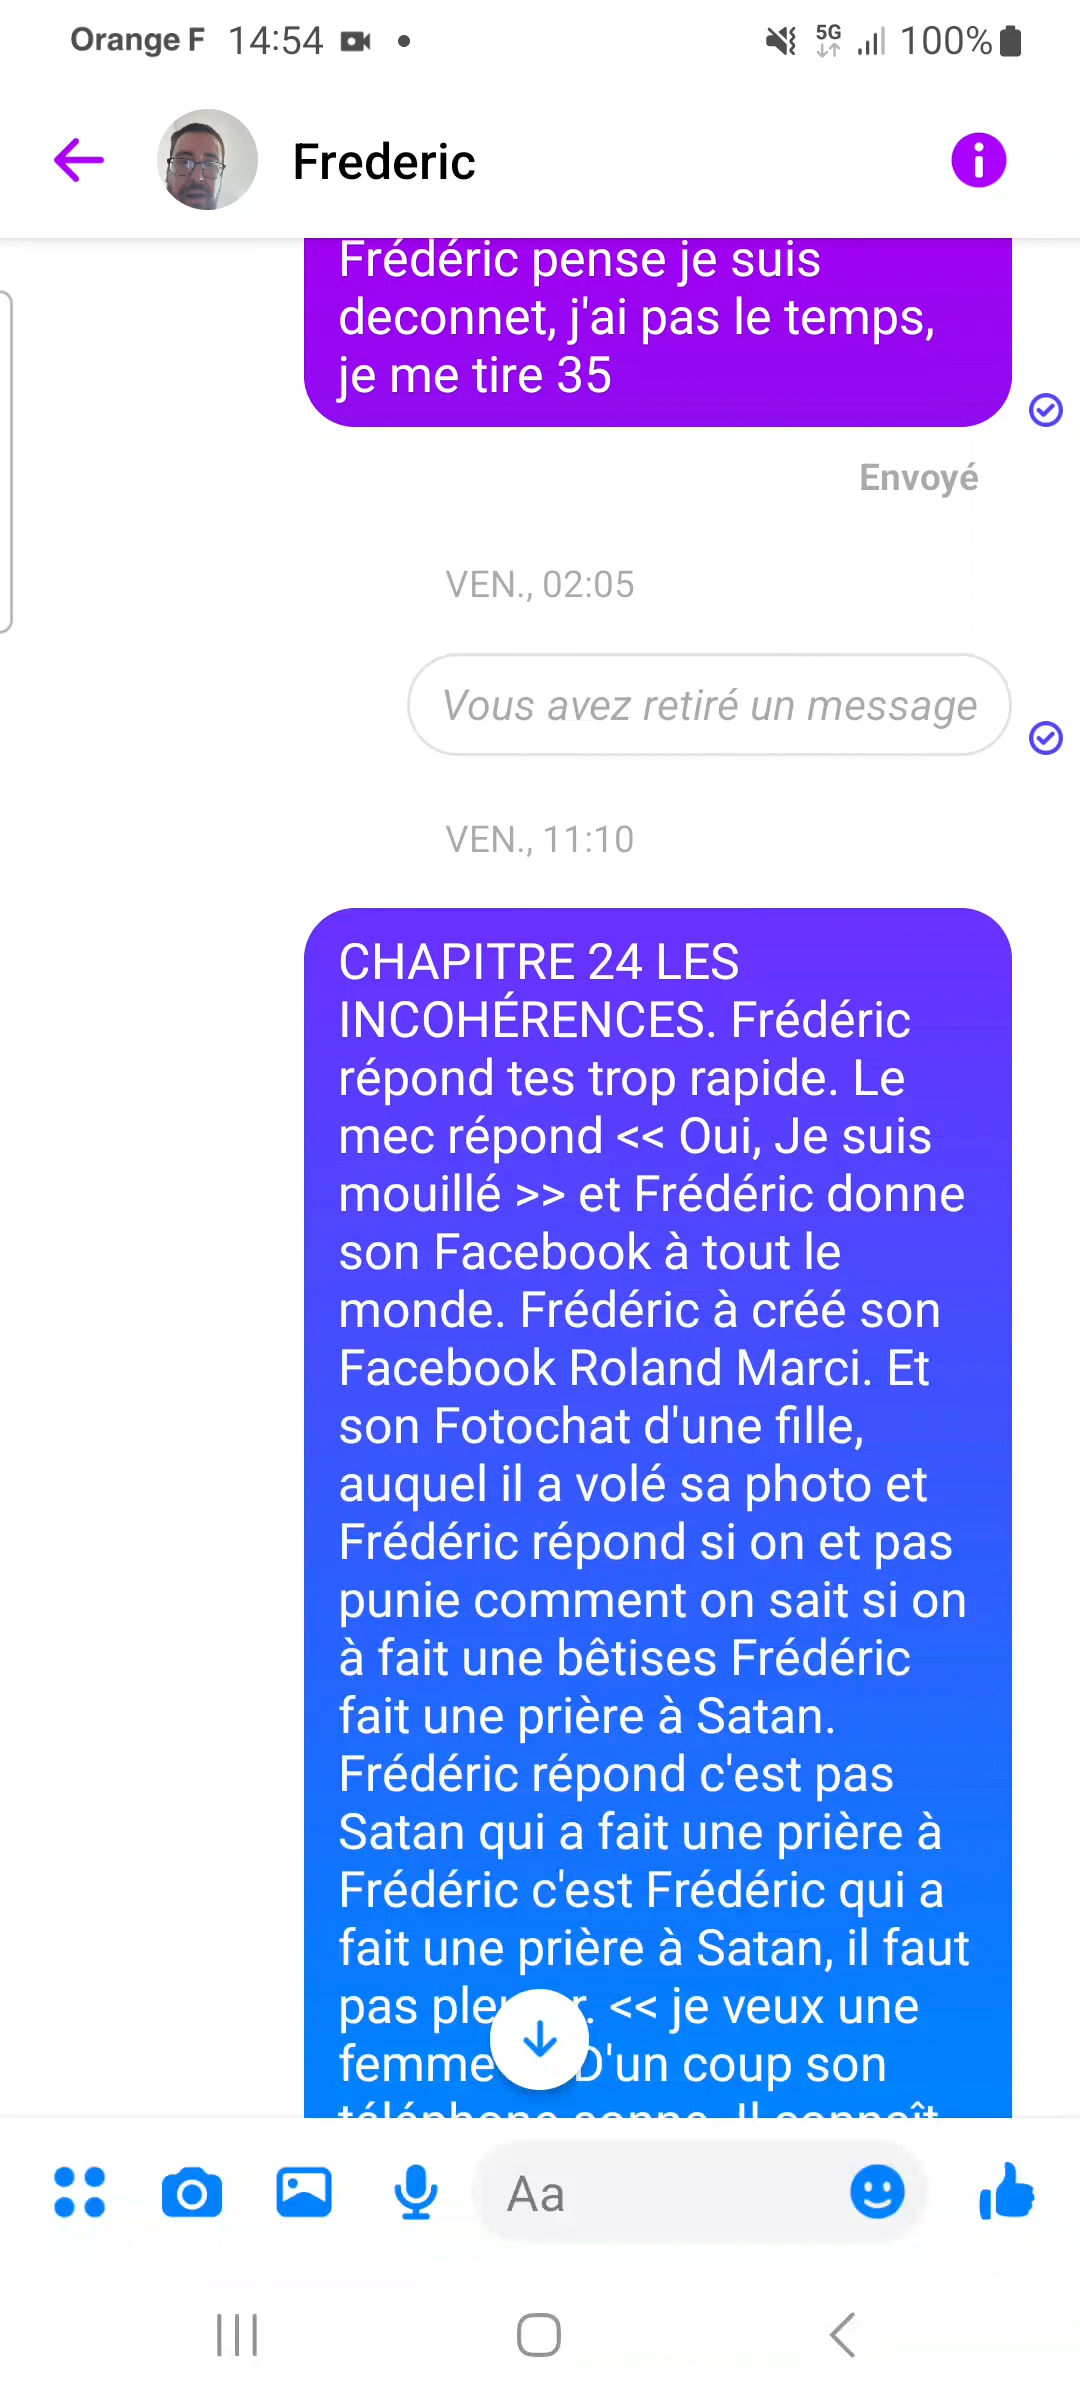 Orange F 14:54 5G 100%
Frederic
Frédéric pense je suis
deconnet, j'ai pas le temps,
je me tire 35
Envoyé
VEN., 02:05
Vous avez retiré un message
VEN., 11:10
CHAPITRE 24 LES
INCOHÉRENCES. Frédéric
répond tes trop rapide. Le
mec répond << Oui, Je suis
mouillé >> et Frédéric donne
son Facebook à tout le
monde. Frédéric à créé son
Facebook Roland Marci. Et
son Fotochat d'une fille,
auquel il a volé sa photo et
Frédéric répond si on et pas
punie comment on sait si on
à fait une bêtises Frédéric
fait une prière à Satan.
Frédéric répond c'est pas
Satan qui a fait une prière à
Frédéric c'est Frédéric qui a
fait une prière à Satan, il faut
pas << je veux une
femme D'un coup son
téléphone sonne. Il connaît
Aa